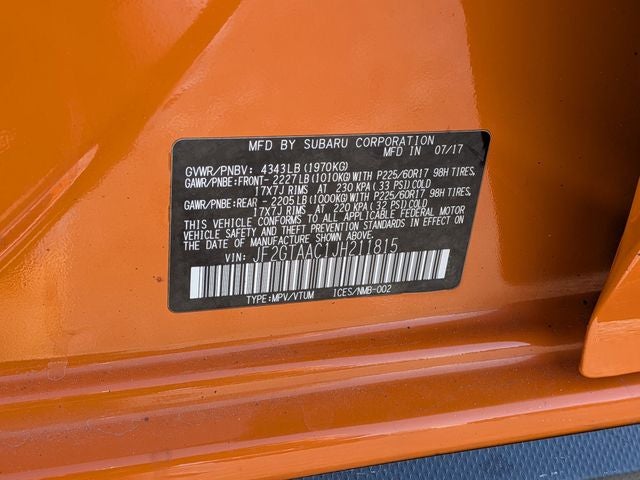 MFD BY SUBARU CORPORATION
GVWR/PNBV: 4343LB (1970KG) MFD IN 07/17
GAWR/PNBE:FRONT- 2227LB(1010KG)WITH P225/60R17 98H TIRES,
17X7J RIMS AT 230 KPA( 33 PSI)COLD
GAWR/PNBE:REAR - 2205LB(1000KG)WITH P225/60R17 98H TIRES,
17X7J RIMS AT 220 KPA( 32 PSI)COLD
THIS VEHICLE CONFORMS TO ALL APPLICABLE FEDERAL MOTOR
VEHICLE SAFETY AND THEFT PREVENTION STANDARDS IN EFFECT ON
THE DATE OF MANUFACTURE SHOWN ABOVE.
VIN: JF2GTAAC1JH211815
TYPE:MPV/VTUM ICES/NMB-002